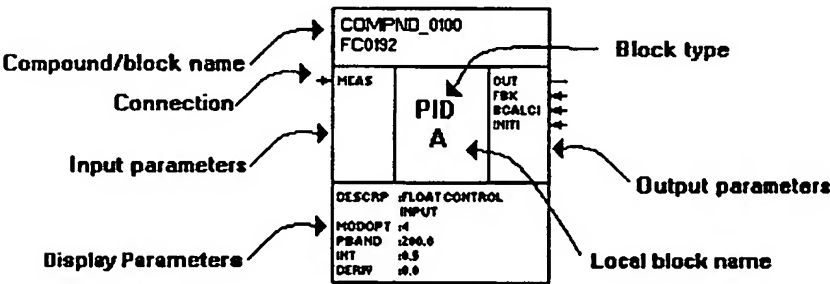 COMPND_0100
FC0192
Compound/block name
Block type
Connection
MEAS
PID
A
OUT
FBK
BCALCI
INITI
Input parameters
Output parameters
DESCRP :FLOAT CONTROL
INPUT
MODOPT :4
PBAND :200.0
INT :0.5
DERIV :0.0
Display Parameters
Local block name